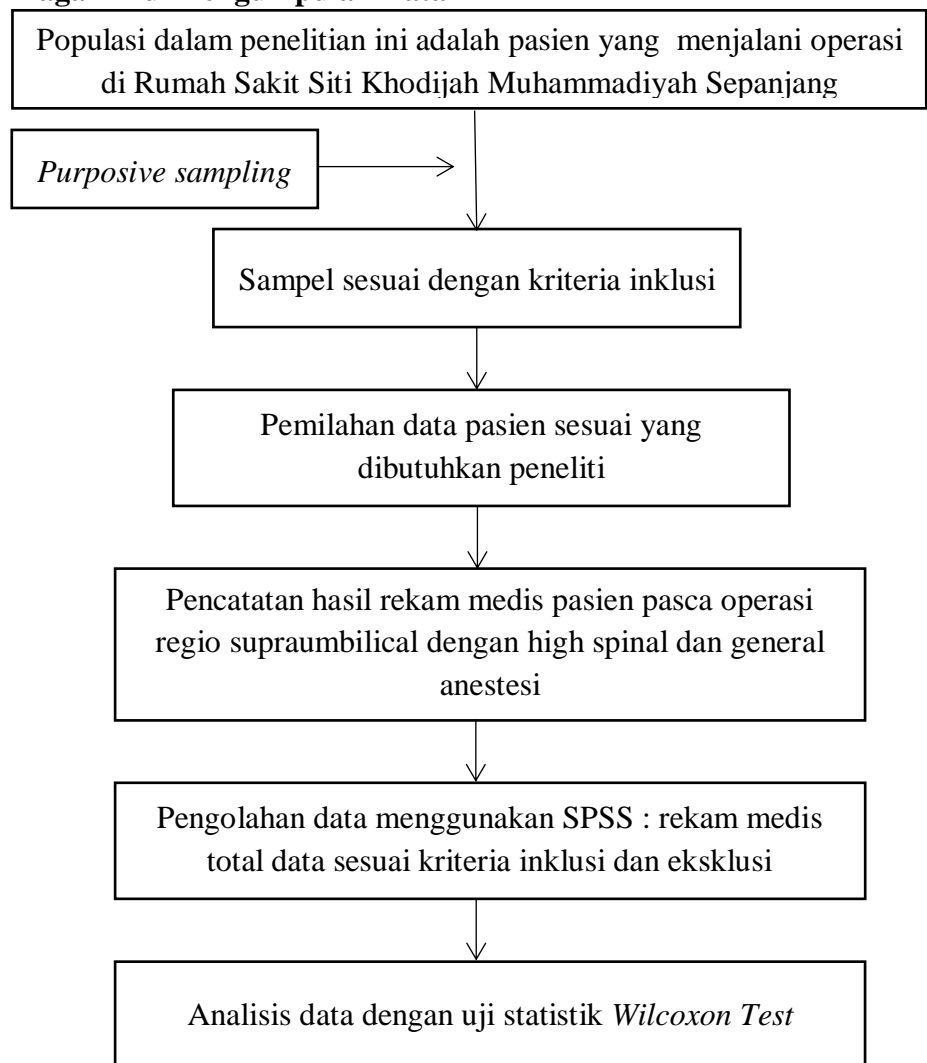 Populasi dalam penelitian ini adalah pasien yang menjalani operasi
di Rumah Sakit Siti Khodijah Muhammadiyah Sepanjang
Purposive sampling
Sampel sesuai dengan kriteria inklusi
Pemilahan data pasien sesuai yang
dibutuhkan peneliti
Pencatatan hasil rekam medis pasien pasca operasi
regio supraumbilical dengan high spinal dan general
anestesi
Pengolahan data menggunakan SPSS : rekam medis
total data sesuai kriteria inklusi dan eksklusi
Analisis data dengan uji statistik Wilcoxon Test